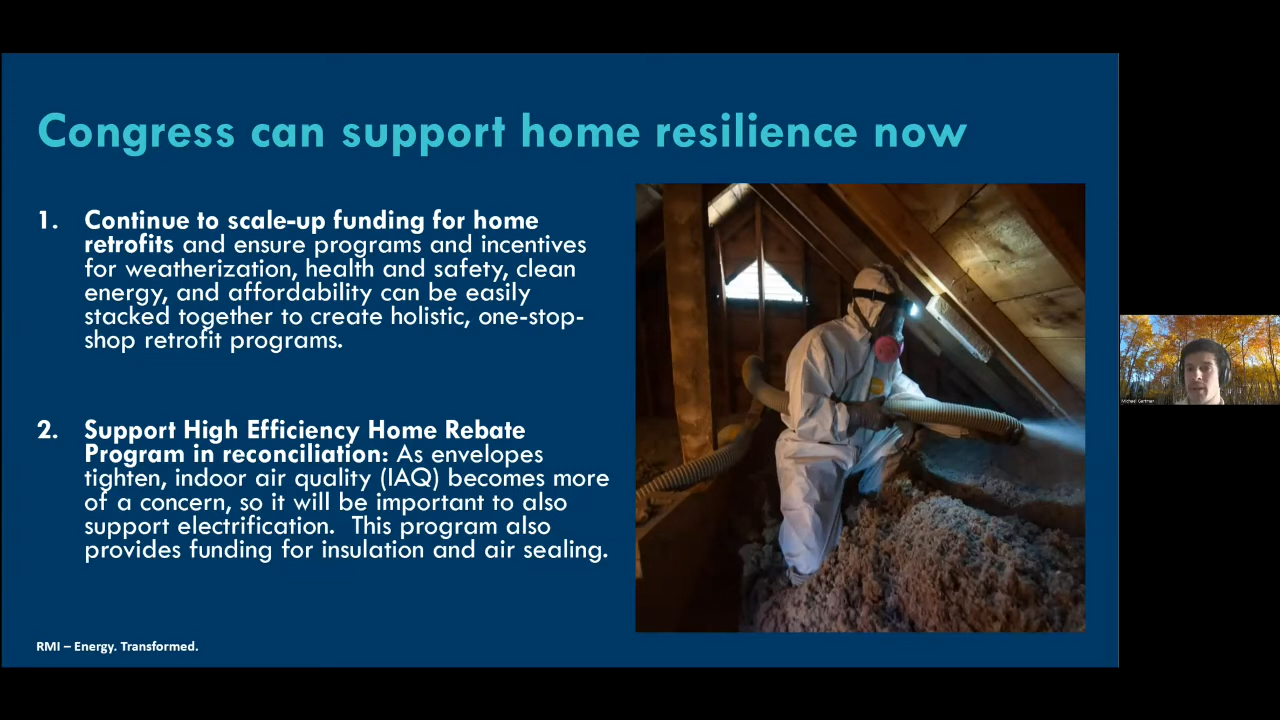 Congress can support home resilience now
1. Continue to scale-up funding for home
retrofits and ensure programs and incentives
for weatherization, health and safety, clean
energy, and affordability can be easily
stacked together to create holistic, one-stop-
shop retrofit programs.
2. Support High Efficiency Home Rebate
Program in reconciliation: As envelopes
tighten, indoor air quality (IAQ) becomes more
of a concern, so it will be important to also
support electrification. This program also
provides funding for insulation and air sealing.
RMI – Energy. Transformed.
Michael Gartman